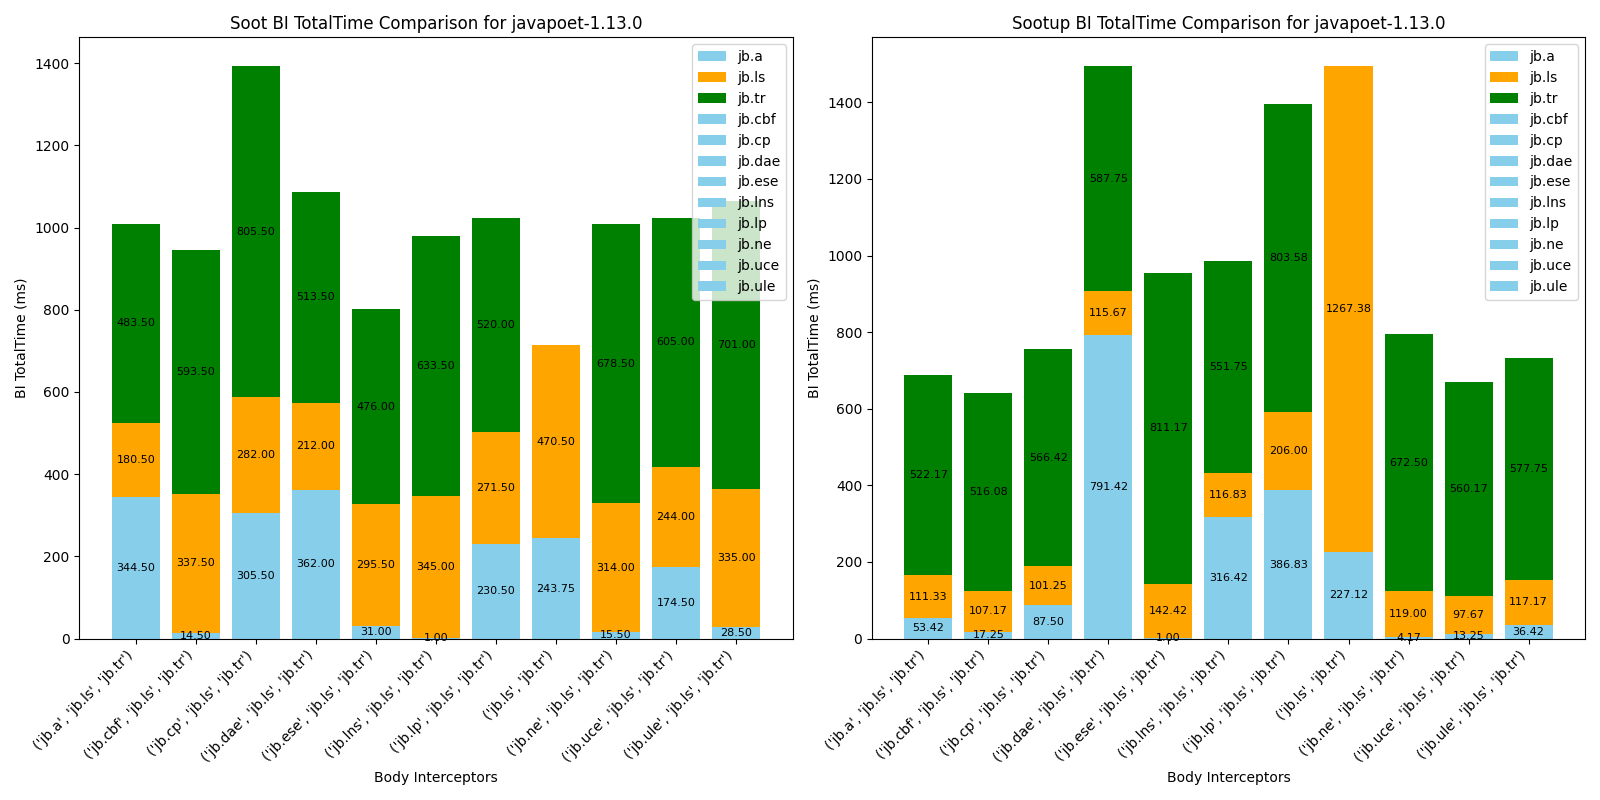 Soot BI TotalTime Comparison for javapoet-1.13.0
BI TotalTime (ms)
1400
1200
1000
800
600
400
200
0
jb.a
jb.ls
jb.tr
jb.cbf
jb.cp
jb.dae
jb.ese
jb.lns
jb.lp
jb.ne
jb.uce
jb.ule
483.50
180.50
344.50
593.50
337.50
14.50
805.50
282.00
305.50
513.50
212.00
362.00
476.00
295.50
31.00
633.50
345.00
1.00
520.00
271.50
230.50
470.50
243.75
678.50
314.00
15.50
605.00
244.00
174.50
701.00
335.00
28.50
('jb.a', 'jb.ls', 'jb.tr')
('jb.cbf', 'jb.ls', 'jb.tr')
('jb.cp', 'jb.ls', 'jb.tr')
('jb.dae', 'jb.ls', 'jb.tr')
('jb.ese', 'jb.ls', 'jb.tr')
('jb.lns', 'jb.ls', 'jb.tr')
('jb.lp', 'jb.ls', 'jb.tr')
('jb.ls', 'jb.tr')
('jb.ne', 'jb.ls', 'jb.tr')
('jb.uce', 'jb.ls', 'jb.tr')
('jb.ule', 'jb.ls', 'jb.tr')
Body Interceptors
Sootup BI TotalTime Comparison for javapoet-1.13.0
BI TotalTime (ms)
1400
1200
1000
800
600
400
200
0
jb.a
jb.ls
jb.tr
jb.cbf
jb.cp
jb.dae
jb.ese
jb.lns
jb.lp
jb.ne
jb.uce
jb.ule
522.17
111.33
53.42
516.08
107.17
17.25
566.42
101.25
87.50
587.75
115.67
791.42
811.17
142.42
1.00
551.75
116.83
316.42
803.58
206.00
386.83
1267.38
227.12
672.50
119.00
4.17
560.17
97.67
13.25
577.75
117.17
36.42
('jb.a', 'jb.ls', 'jb.tr')
('jb.cbf', 'jb.ls', 'jb.tr')
('jb.cp', 'jb.ls', 'jb.tr')
('jb.dae', 'jb.ls', 'jb.tr')
('jb.ese', 'jb.ls', 'jb.tr')
('jb.lns', 'jb.ls', 'jb.tr')
('jb.lp', 'jb.ls', 'jb.tr')
('jb.ls', 'jb.tr')
('jb.ne', 'jb.ls', 'jb.tr')
('jb.uce', 'jb.ls', 'jb.tr')
('jb.ule', 'jb.ls', 'jb.tr')
Body Interceptors